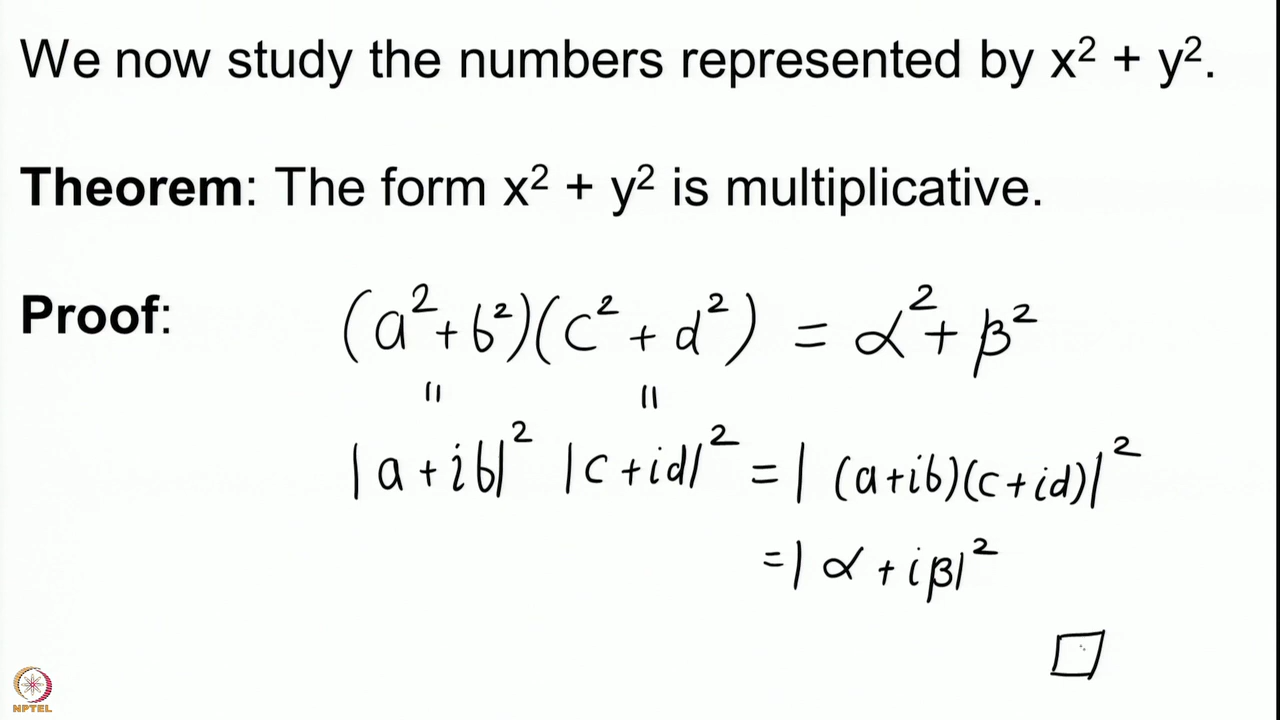 We now study the numbers represented by x² + y².
Theorem: The form x² + y² is multiplicative.
Proof: (a² + b²)(c² + d²) = α² + β²
|| ||
|a + ib|² |c + id|² = |(a+ib)(c+id)|²
= |α + iβ|²
NPTEL